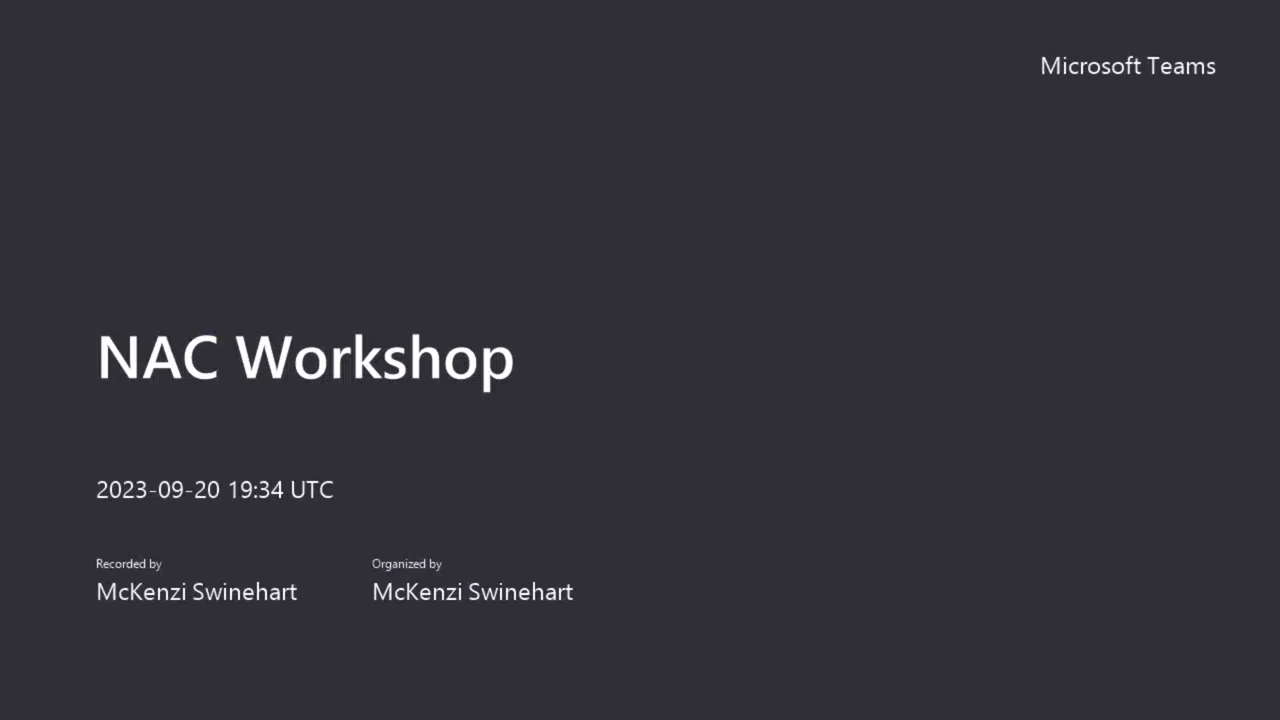 Microsoft Teams
NAC Workshop
2023-09-20 19:34 UTC
Recorded by
McKenzi Swinehart
Organized by
McKenzi Swinehart